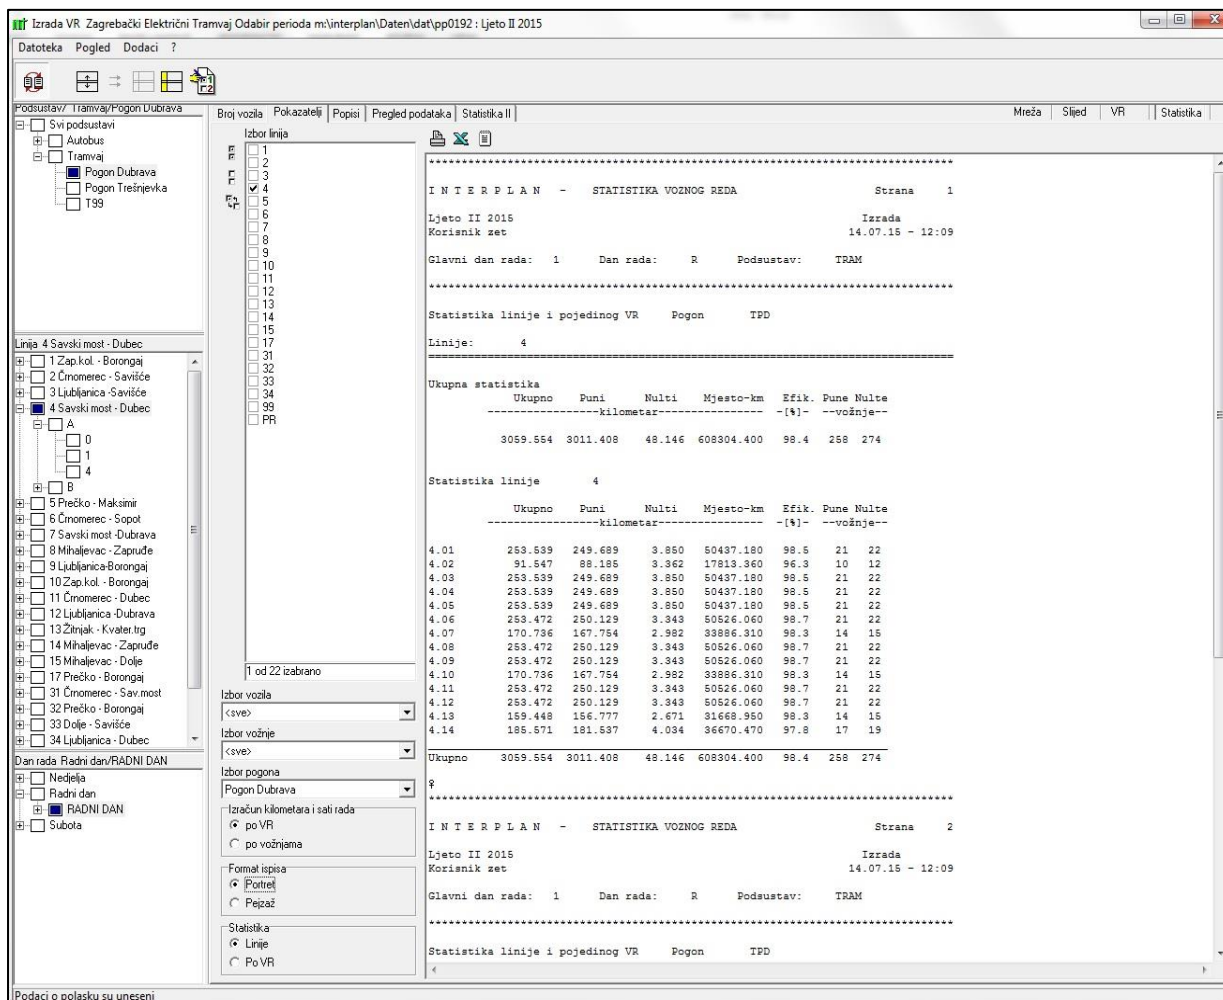 Izrada VR Zagrebački Električni Tramvaj Odabir perioda m:\interplan\Daten\dat\pp0192 : Ljeto II 2015
Datoteka Pogled Dodaci ?
Podsustav/ Tramvaj/Pogon Dubrava
Svi podsustavi
Autobus
Tramvaj
Pogon Dubrava
Pogon Trešnjevka
T99
Linija 4 Savski most - Dubec
1 Zap.kol. - Borongaj
2 Črnomerec - Savišće
3 Ljubljanica -Savišće
4 Savski most - Dubec
A
0
1
4
B
5 Prečko - Maksimir
6 Črnomerec - Sopot
7 Savski most -Dubrava
8 Mihaljevac - Zapruđe
9 Ljubljanica-Borongaj
10 Zap.kol. - Borongaj
11 Črnomerec - Dubec
12 Ljubljanica -Dubrava
13 Žitnjak - Kvater.trg
14 Mihaljevac - Zapruđe
15 Mihaljevac - Dolje
17 Prečko - Borongaj
31 Črnomerec - Sav.most
32 Prečko - Borongaj
33 Dolje - Savišće
34 Ljubljanica - Dubec
Dan rada Radni dan/RADNI DAN
Nedjelja
Radni dan
RADNI DAN
Subota
Broj vozila Pokazatelji Popisi Pregled podataka Statistika II
Mreža Slijed VR Statistika
Izbor linija
1
2
3
4
5
6
7
8
9
10
11
12
13
14
15
17
31
32
33
34
99
PR
1 od 22 izabrano
Izbor vozila
<sve>
Izbor vožnje
<sve>
Izbor pogona
Pogon Dubrava
Izračun kilometara i sati rada
po VR
po vožnjama
Format ispisa
Portret
Pejzaž
Statistika
Linije
Po VR
I N T E R P L A N - STATISTIKA VOZNOG REDA Strana 1
Ljeto II 2015 Izrada
Korisnik zet 14.07.15 - 12:09
Glavni dan rada: 1 Dan rada: R Podsustav: TRAM
Statistika linije i pojedinog VR Pogon TPD
Linije: 4
Ukupna statistika
Ukupno Puni Nulti Mjesto-km Efik. Pune Nulte
-----------------kilometar---------------- -[%]- --vožnje--
3059.554 3011.408 48.146 608304.400 98.4 258 274
Statistika linije 4
Ukupno Puni Nulti Mjesto-km Efik. Pune Nulte
-----------------kilometar---------------- -[%]- --vožnje--
4.01 253.539 249.689 3.850 50437.180 98.5 21 22
4.02 91.547 88.185 3.362 17813.360 96.3 10 12
4.03 253.539 249.689 3.850 50437.180 98.5 21 22
4.04 253.539 249.689 3.850 50437.180 98.5 21 22
4.05 253.539 249.689 3.850 50437.180 98.5 21 22
4.06 253.472 250.129 3.343 50526.060 98.7 21 22
4.07 170.736 167.754 2.982 33886.310 98.3 14 15
4.08 253.472 250.129 3.343 50526.060 98.7 21 22
4.09 253.472 250.129 3.343 50526.060 98.7 21 22
4.10 170.736 167.754 2.982 33886.310 98.3 14 15
4.11 253.472 250.129 3.343 50526.060 98.7 21 22
4.12 253.472 250.129 3.343 50526.060 98.7 21 22
4.13 159.448 156.777 2.671 31668.950 98.3 14 15
4.14 185.571 181.537 4.034 36670.470 97.8 17 19
Ukupno 3059.554 3011.408 48.146 608304.400 98.4 258 274
♀
I N T E R P L A N - STATISTIKA VOZNOG REDA Strana 2
Ljeto II 2015 Izrada
Korisnik zet 14.07.15 - 12:09
Glavni dan rada: 1 Dan rada: R Podsustav: TRAM
Statistika linije i pojedinog VR Pogon TPD
Podaci o polasku su uneseni